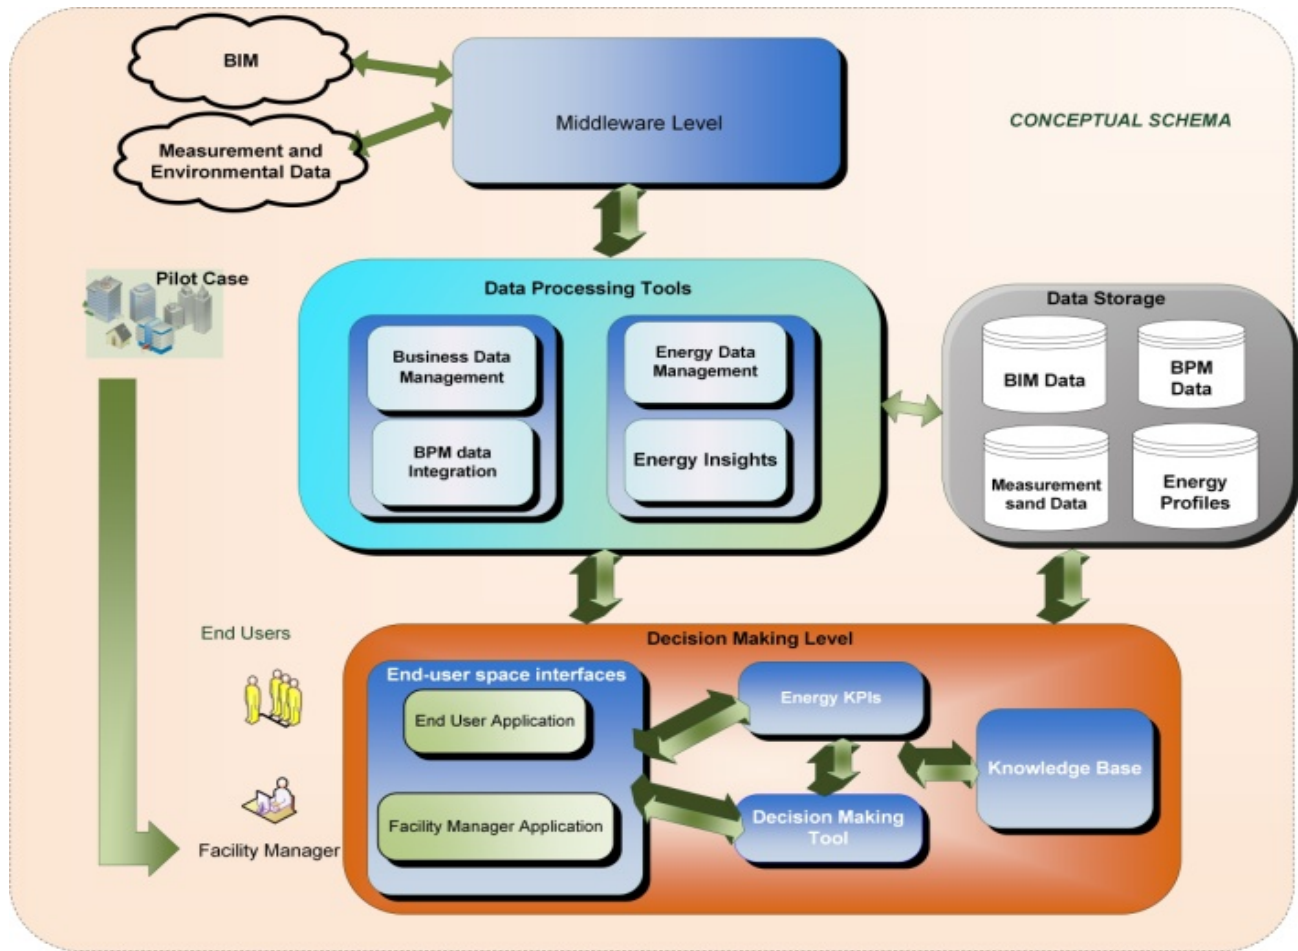 BIM
Middleware Level
CONCEPTUAL SCHEMA
Measurement and
Environmental Data
Pilot Case
Data Processing Tools
Business Data
Management
BPM data
Integration
Energy Data
Management
Energy Insights
Data Storage
BIM Data
BPM
Data
Measurement
sand Data
Energy
Profiles
End Users
Facility Manager
Decision Making Level
End-user space interfaces
End User Application
Facility Manager Application
Energy KPIs
Decision Making
Tool
Knowledge Base